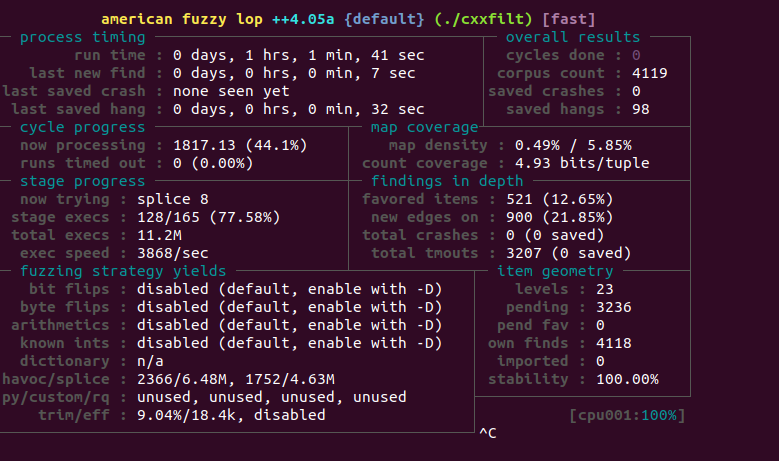 american fuzzy lop ++4.05a {default} (./cxxfilt) [fast]
process timing overall results
run time : 0 days, 1 hrs, 1 min, 41 sec cycles done : 0
last new find : 0 days, 0 hrs, 0 min, 7 sec corpus count : 4119
last saved crash : none seen yet saved crashes : 0
last saved hang : 0 days, 0 hrs, 0 min, 32 sec saved hangs : 98
cycle progress map coverage
now processing : 1817.13 (44.1%) map density : 0.49% / 5.85%
runs timed out : 0 (0.00%) count coverage : 4.93 bits/tuple
stage progress findings in depth
now trying : splice 8 favored items : 521 (12.65%)
stage execs : 128/165 (77.58%) new edges on : 900 (21.85%)
total execs : 11.2M total crashes : 0 (0 saved)
exec speed : 3868/sec total tmouts : 3207 (0 saved)
fuzzing strategy yields item geometry
bit flips : disabled (default, enable with -D) levels : 23
byte flips : disabled (default, enable with -D) pending : 3236
arithmetics : disabled (default, enable with -D) pend fav : 0
known ints : disabled (default, enable with -D) own finds : 4118
dictionary : n/a imported : 0
havoc/splice : 2366/6.48M, 1752/4.63M stability : 100.00%
py/custom/rq : unused, unused, unused, unused
trim/eff : 9.04%/18.4k, disabled [cpu001:100%]
^C